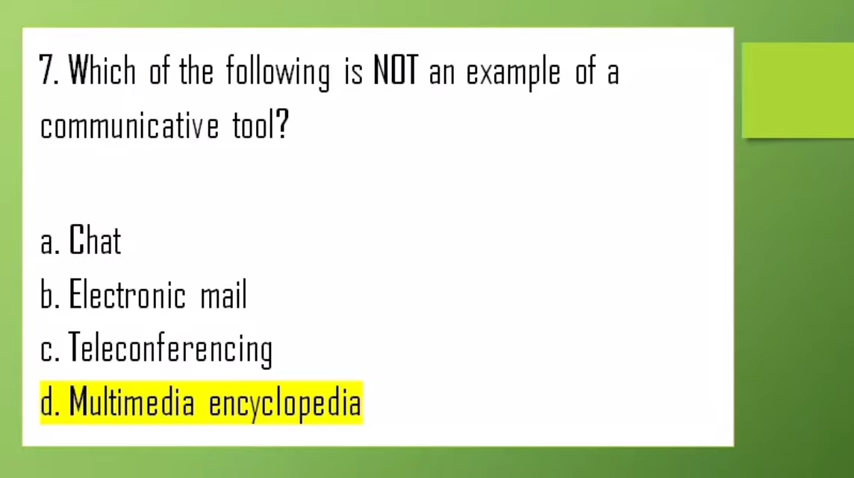 7. Which of the following is NOT an example of a
communicative tool?
a. Chat
b. Electronic mail
c. Teleconferencing
d. Multimedia encyclopedia